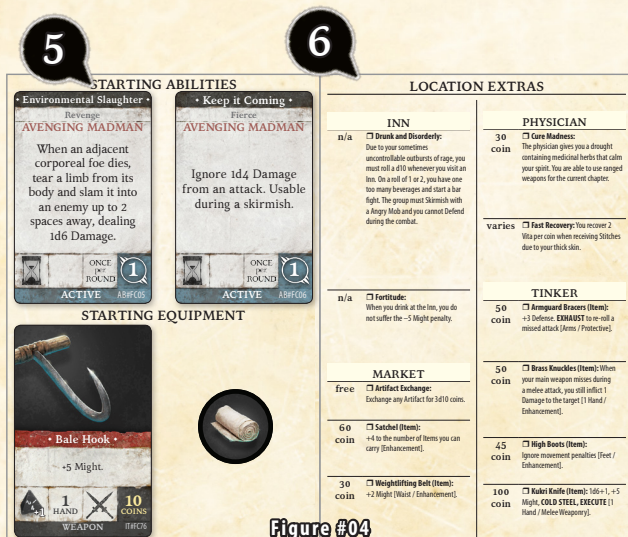 5
6
STARTING ABILITIES
• Environmental Slaughter •
Revenge
AVENGING MADMAN
When an adjacent
corporeal foe dies,
tear a limb from its
body and slam it into
an enemy up to 2
spaces away, dealing
1d6 Damage.
ONCE
per
ROUND
1
ACTIVE AB#FC05
• Keep it Coming •
Fierce
AVENGING MADMAN
Ignore 1d4 Damage
from an attack. Usable
during a skirmish.
ONCE
per
ROUND
1
ACTIVE AB#FC06
STARTING EQUIPMENT
• Bale Hook •
+5 Might.
+1
1
HAND
10
COINS
WEAPON IT#FC76
LOCATION EXTRAS
INN
n/a ❒ Drunk and Disorderly:
Due to your sometimes
uncontrollable outbursts of rage, you
must roll a d10 whenever you visit an
Inn. On a roll of 1 or 2, you have one
too many beverages and start a bar
fight. The group must Skirmish with
a Angry Mob and you cannot Defend
during the combat.
n/a ❒ Fortitude:
When you drink at the Inn, you do
not suffer the –5 Might penalty.
MARKET
free ❒ Artifact Exchange:
Exchange any Artifact for 3d10 coins.
60 coin ❒ Satchel (Item):
+4 to the number of Items you can
carry [Enhancement].
30 coin ❒ Weightlifting Belt (Item):
+2 Might [Waist / Enhancement].
PHYSICIAN
30 coin ❒ Cure Madness:
The physician gives you a drought
containing medicinal herbs that calm
your spirit. You are able to use ranged
weapons for the current chapter.
varies ❒ Fast Recovery: You recover 2
Vita per coin when receiving Stitches
due to your thick skin.
TINKER
50 coin ❒ Armguard Bracers (Item):
+3 Defense. EXHAUST to re-roll a
missed attack [Arms / Protective].
50 coin ❒ Brass Knuckles (Item): When
your main weapon misses during
a melee attack, you still inflict 1
Damage to the target [1 Hand /
Enhancement].
45 coin ❒ High Boots (Item):
Ignore movement penalties [Feet /
Enhancement].
100 coin ❒ Kukri Knife (Item): 1d6+1, +5
Might, COLD STEEL, EXECUTE [1
Hand / Melee Weaponry].
Figure #04